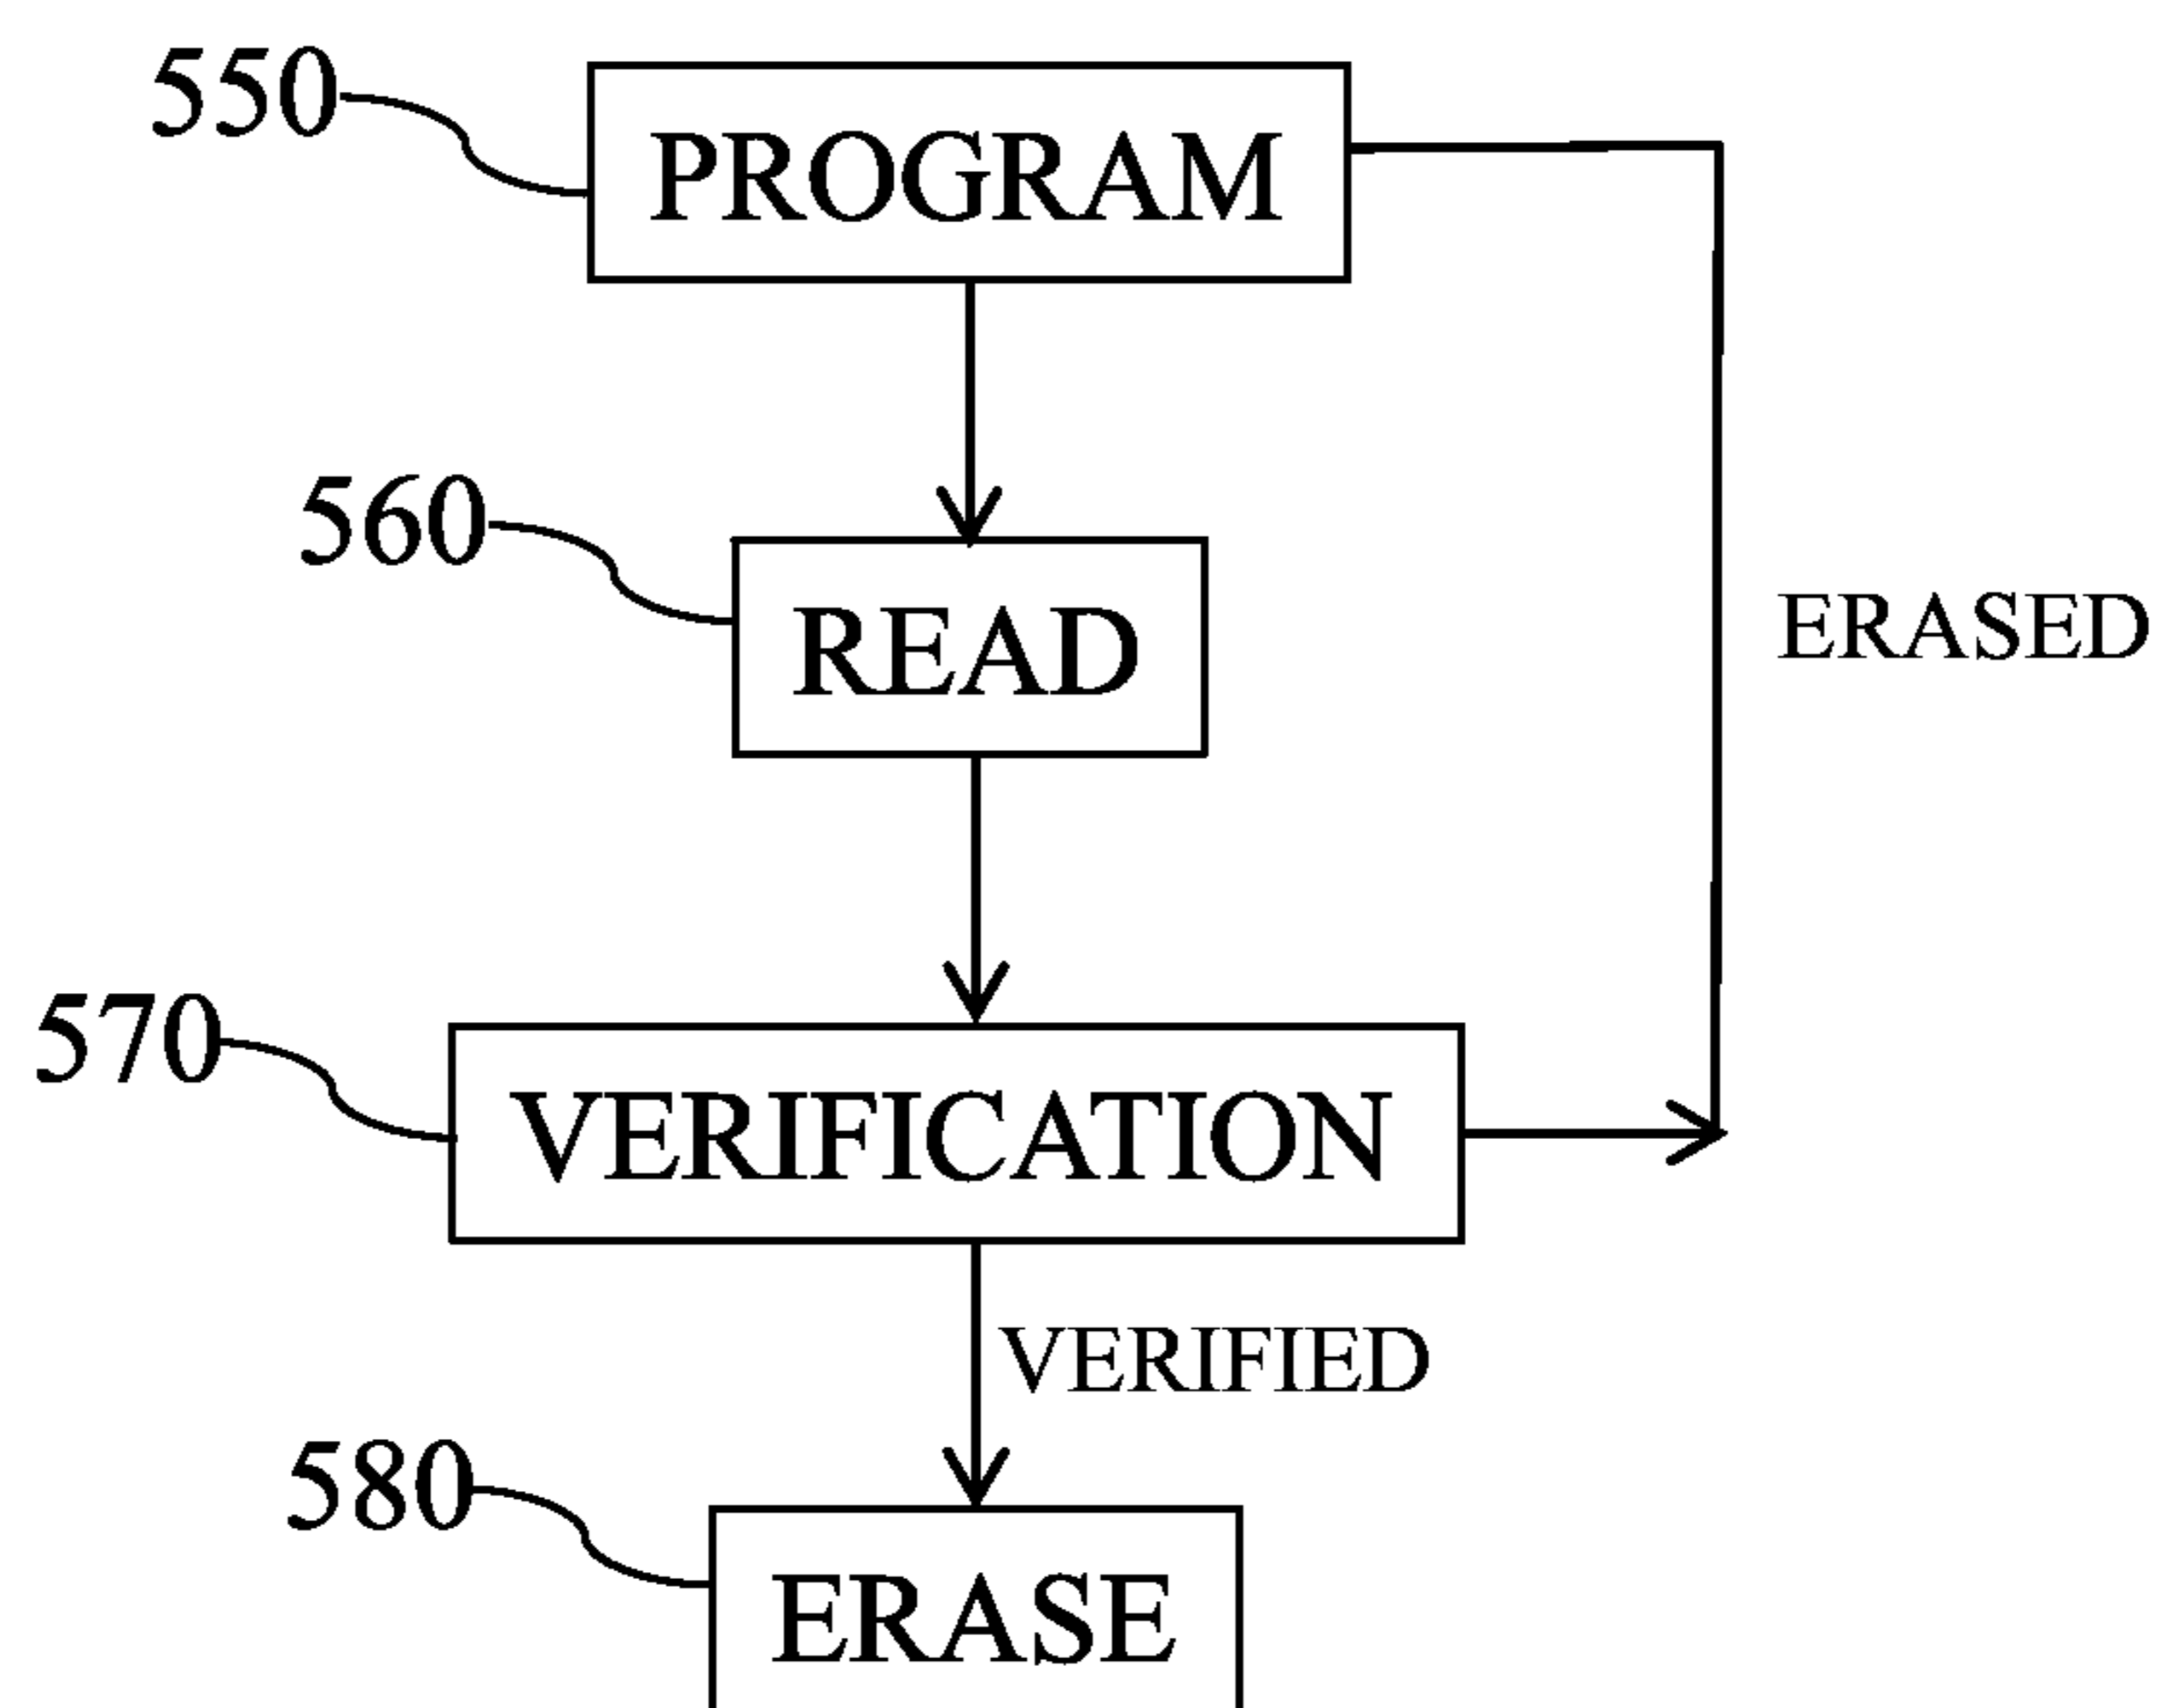 550
PROGRAM
560
READ
ERASED
570
VERIFICATION
VERIFIED
580
ERASE